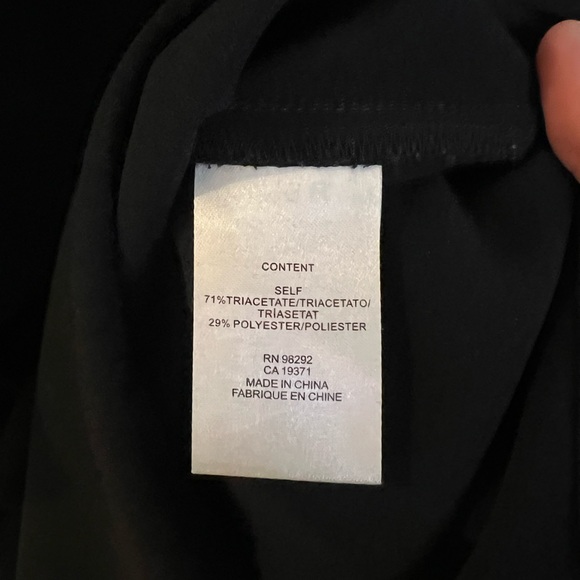 CONTENT
SELF
71%TRIACETATE/TRIACETATO/
TRÍASETAT
29% POLYESTER/POLIESTER
RN 98292
CA 19371
MADE IN CHINA
FABRIQUE EN CHINE